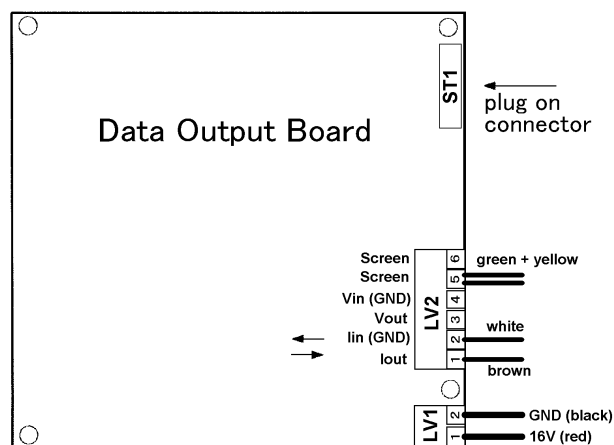 ST1
plug on
connector
Data Output Board
Screen 6 green + yellow
Screen 5
Vin (GND) 4
Vout 3
LV2
Iin (GND) 2 white
Iout 1 brown
LV1
2 GND (black)
1 16V (red)